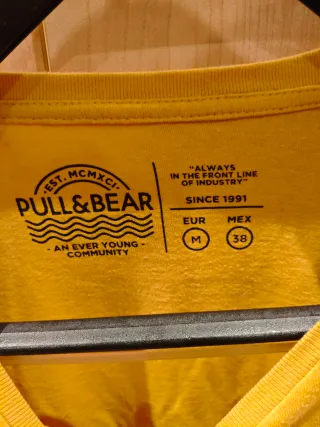 ·EST. MCMXCI·
PULL&BEAR
- AN EVER YOUNG -
COMMUNITY
"ALWAYS
IN THE FRONT LINE
OF INDUSTRY"
SINCE 1991
EUR MEX
M 38